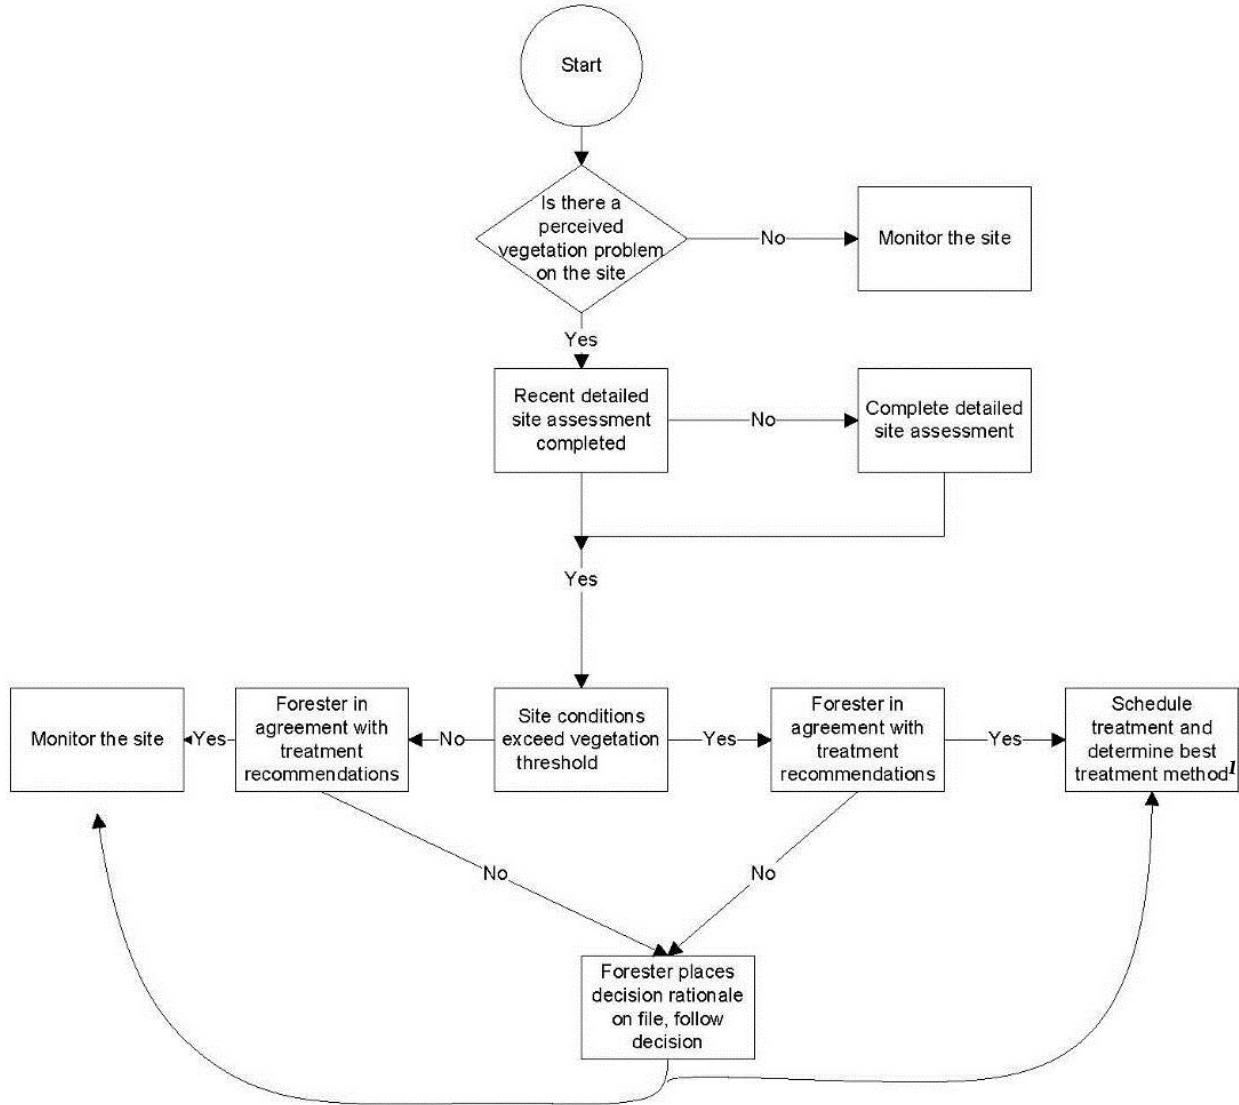 Start
Is there a
perceived
vegetation problem
on the site
No
Monitor the site
Yes
Recent detailed
site assessment
completed
No
Complete detailed
site assessment
Yes
Monitor the site
Yes
Forester in
agreement with
treatment
recommendations
No
Site conditions
exceed vegetation
threshold
Yes
Forester in
agreement with
treatment
recommendations
Yes
Schedule
treatment and
determine best
treatment method1
No
No
Forester places
decision rationale
on file, follow
decision